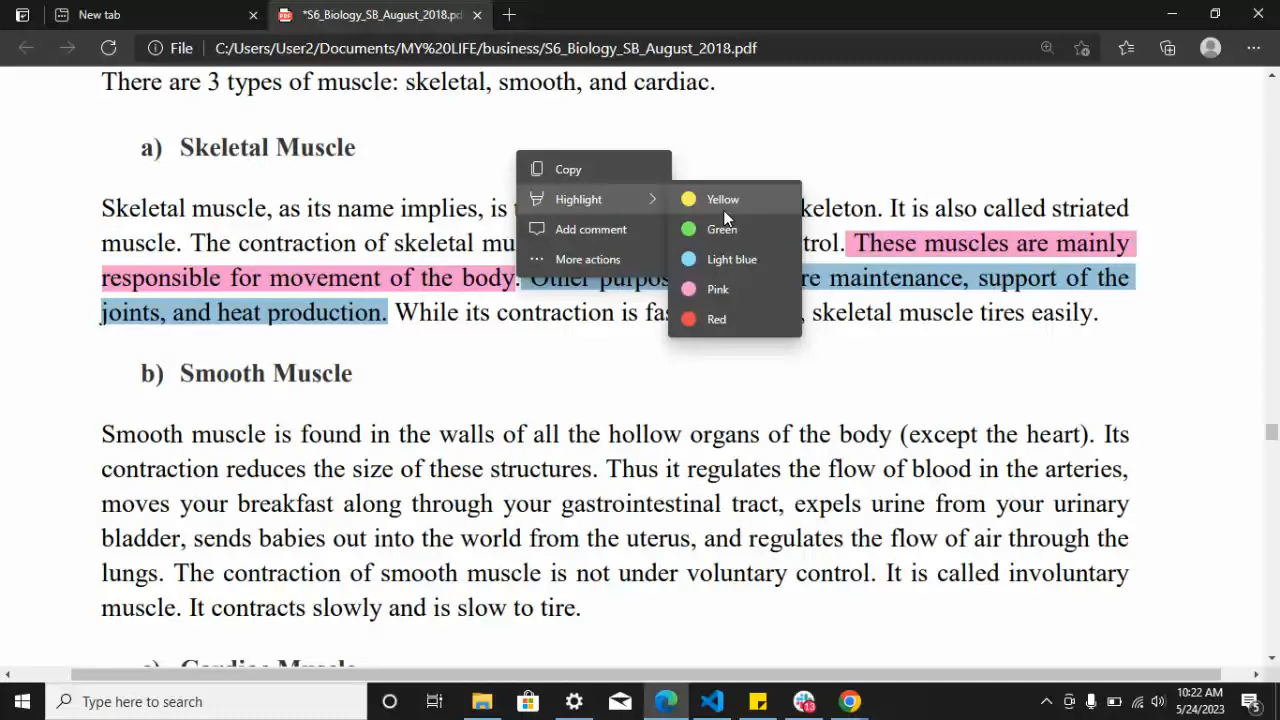 New tab
*S6_Biology_SB_August_2018.pd
File C:/Users/User2/Documents/MY%20LIFE/business/S6_Biology_SB_August_2018.pdf
There are 3 types of muscle: skeletal, smooth, and cardiac.
a) Skeletal Muscle
Copy
Highlight
Add comment
More actions
Yellow
Green
Light blue
Pink
Red
Skeletal muscle, as its name implies, is keleton. It is also called striated
muscle. The contraction of skeletal mu trol. These muscles are mainly
responsible for movement of the body. Other purpos re maintenance, support of the
joints, and heat production. While its contraction is fas , skeletal muscle tires easily.
b) Smooth Muscle
Smooth muscle is found in the walls of all the hollow organs of the body (except the heart). Its
contraction reduces the size of these structures. Thus it regulates the flow of blood in the arteries,
moves your breakfast along through your gastrointestinal tract, expels urine from your urinary
bladder, sends babies out into the world from the uterus, and regulates the flow of air through the
lungs. The contraction of smooth muscle is not under voluntary control. It is called involuntary
muscle. It contracts slowly and is slow to tire.
c) Cardiac Muscle
Type here to search
13
10:22 AM
5/24/2023
5